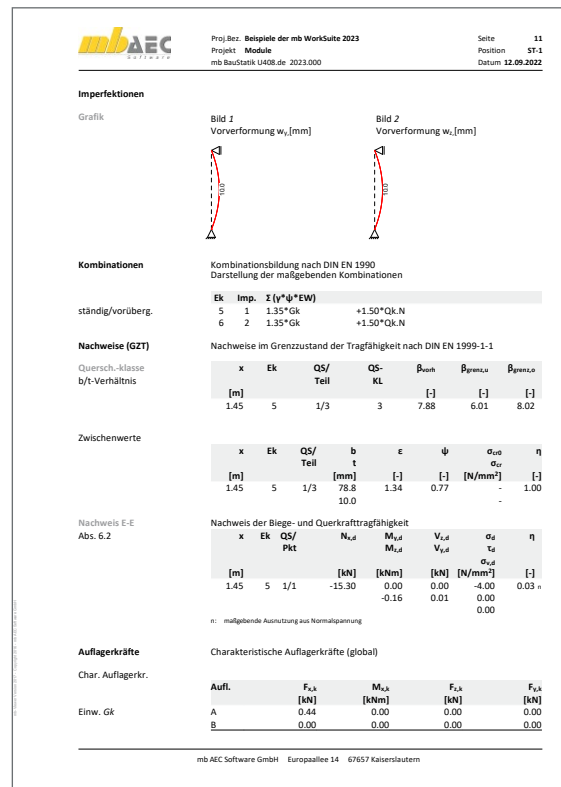 mb AEC
Software
Proj.Bez. Beispiele der mb WorkSuite 2023 Seite 11
Projekt Module Position ST-1
mb BauStatik U408.de 2023.000 Datum 12.09.2022
Imperfektionen
Grafik Bild 1 Bild 2
Vorverformung wy,[mm] Vorverformung wz,[mm]
10.0 10.0
Kombinationen Kombinationsbildung nach DIN EN 1990
Darstellung der maßgebenden Kombinationen
Ek Imp. Σ (γ*ψ*EW)
ständig/vorüberg. 5 1 1.35*Gk +1.50*Qk.N
6 2 1.35*Gk +1.50*Qk.N
Nachweise (GZT) Nachweise im Grenzzustand der Tragfähigkeit nach DIN EN 1999-1-1
Quersch.-klasse x Ek QS/ QS- βvorh βgrenz,u βgrenz,o
b/t-Verhältnis Teil KL
[m] [-] [-] [-]
1.45 5 1/3 3 7.88 6.01 8.02
Zwischenwerte
x Ek QS/ b ε ψ σcr0 η
Teil t σcr
[m] [mm] [-] [-] [N/mm²] [-]
1.45 5 1/3 78.8 1.34 0.77 - 1.00
10.0 -
Nachweis E-E Nachweis der Biege- und Querkrafttragfähigkeit
Abs. 6.2 x Ek QS/ Nx,d My,d Vz,d σd η
Pkt Mz,d Vy,d τd
σv,d
[m] [kN] [kNm] [kN] [N/mm²] [-]
1.45 5 1/1 -15.30 0.00 0.00 -4.00 0.03 n
-0.16 0.01 0.00
0.00
n: maßgebende Ausnutzung aus Normalspannung
Auflagerkräfte Charakteristische Auflagerkräfte (global)
Char. Auflagerkr.
Aufl. Fx,k Mx,k Fz,k Fy,k
[kN] [kNm] [kN] [kN]
Einw. Gk A 0.44 0.00 0.00 0.00
B 0.00 0.00 0.00 0.00
mb AEC Software GmbH Europaallee 14 67657 Kaiserslautern